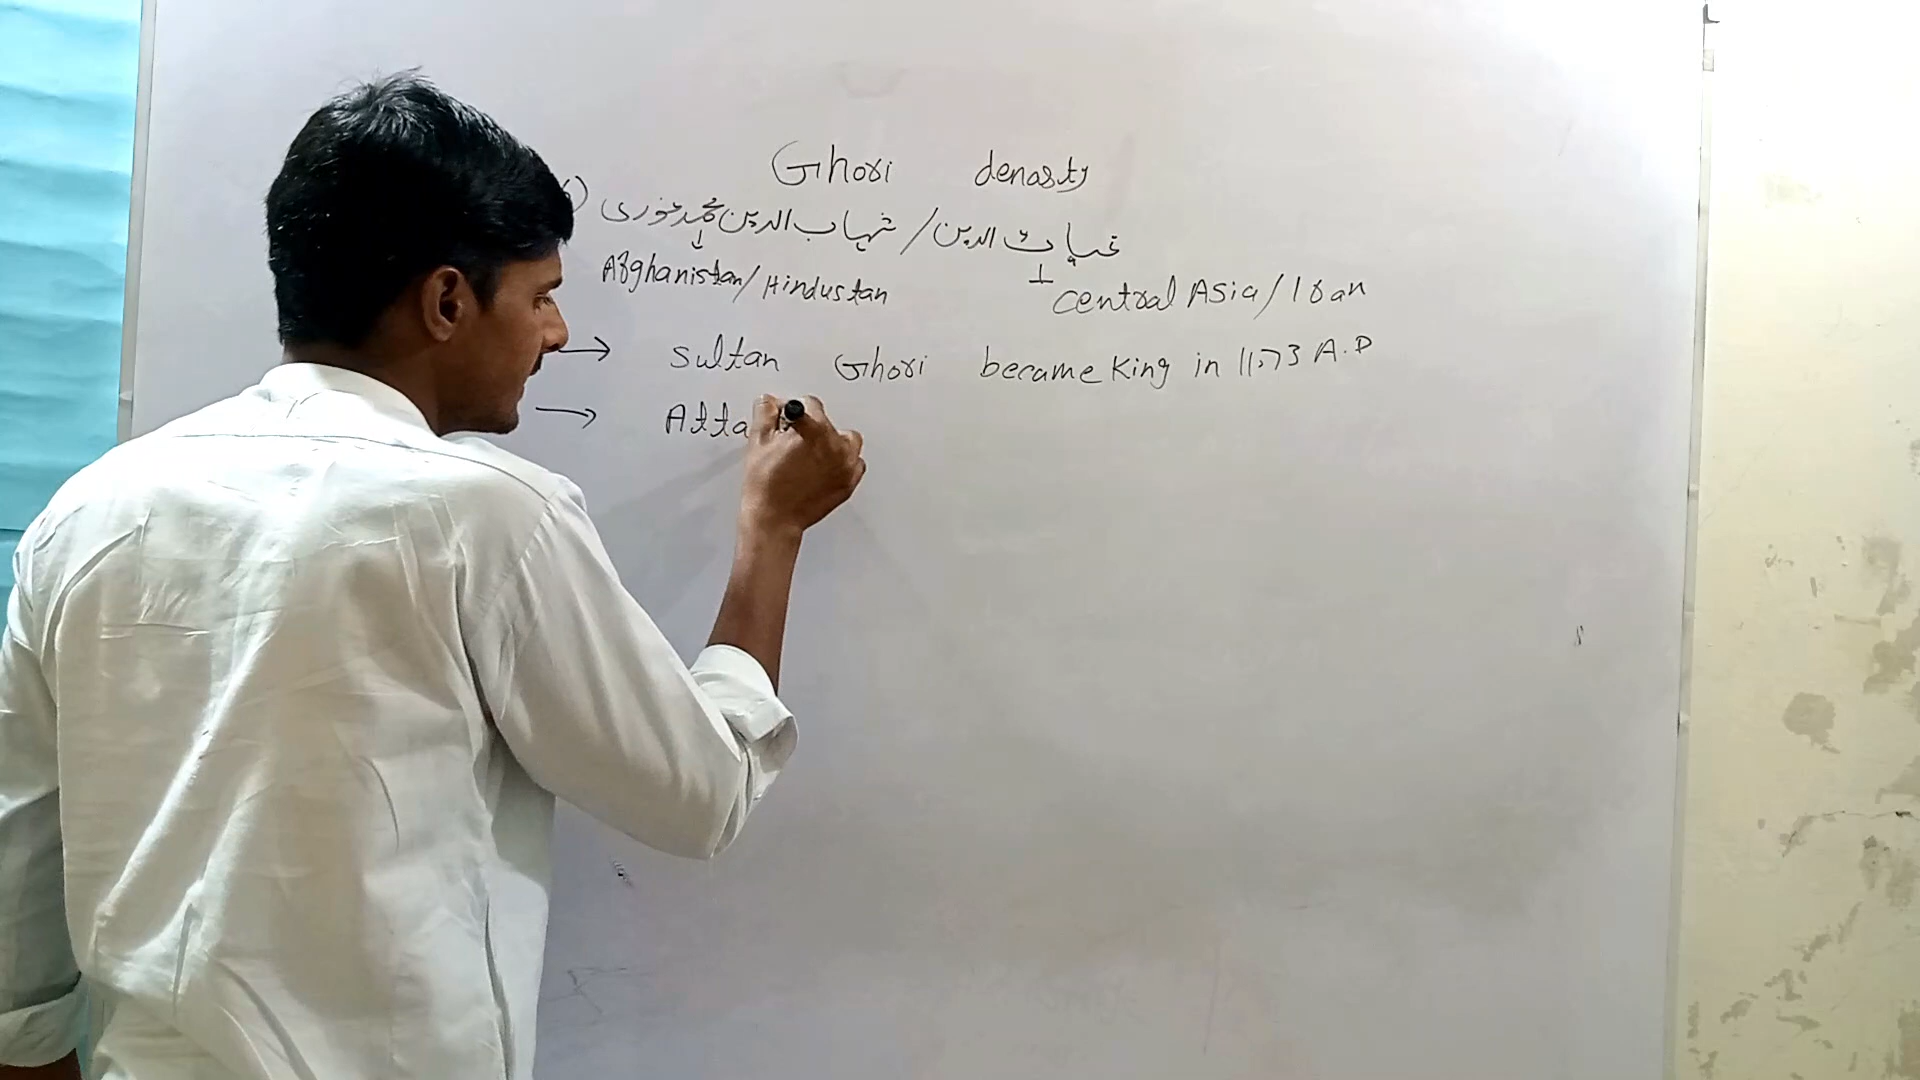 Ghori denasty
غیاث الدین / شہاب الدین محمد غوری
Afghanistan/Hindustan
Central Asia/Iran
→ Sultan Ghori became King in 1173 A.D
→ Atta